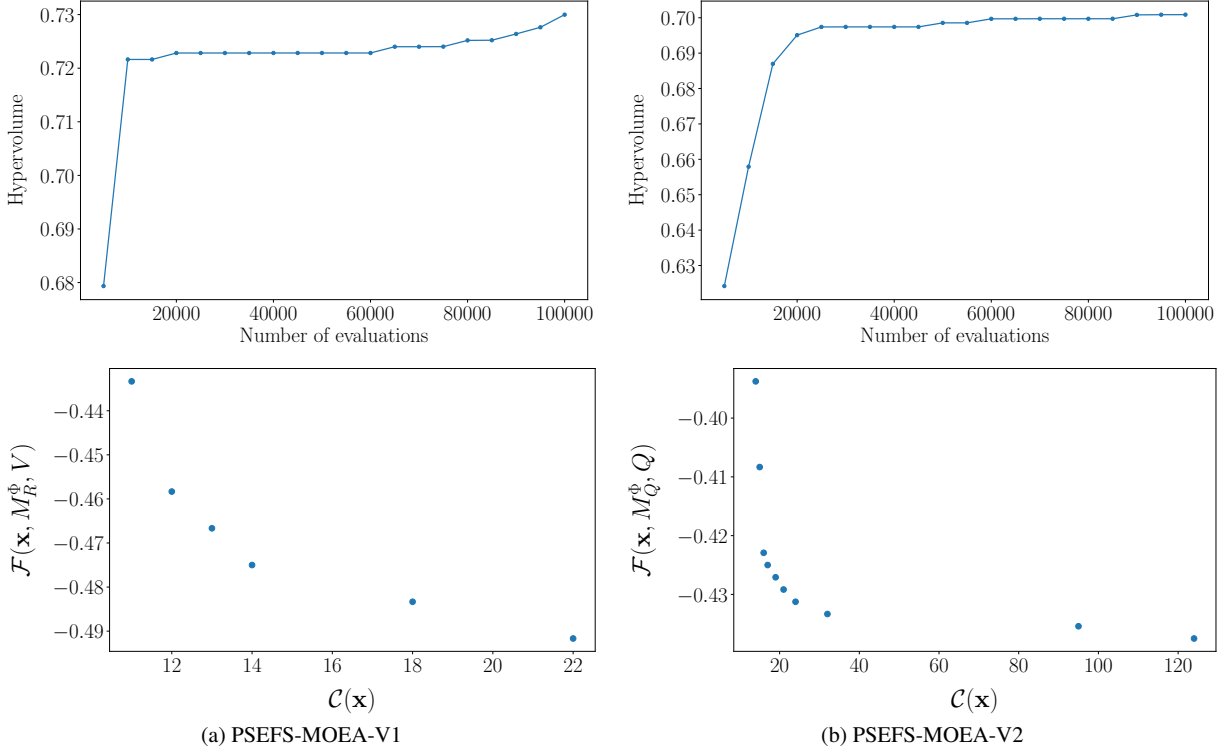 0.73
0.72
0.71
0.70
0.69
0.68
Hypervolume
20000 40000 60000 80000 100000
Number of evaluations
0.70
0.69
0.68
0.67
0.66
0.65
0.64
0.63
Hypervolume
20000 40000 60000 80000 100000
Number of evaluations
−0.44
−0.45
−0.46
−0.47
−0.48
−0.49
𝓕(𝐱, M_R^Φ, V)
12 14 16 18 20 22
𝒞(𝐱)
(a) PSEFS-MOEA-V1
−0.40
−0.41
−0.42
−0.43
𝓕(𝐱, M_Q^Φ, Q)
20 40 60 80 100 120
𝒞(𝐱)
(b) PSEFS-MOEA-V2